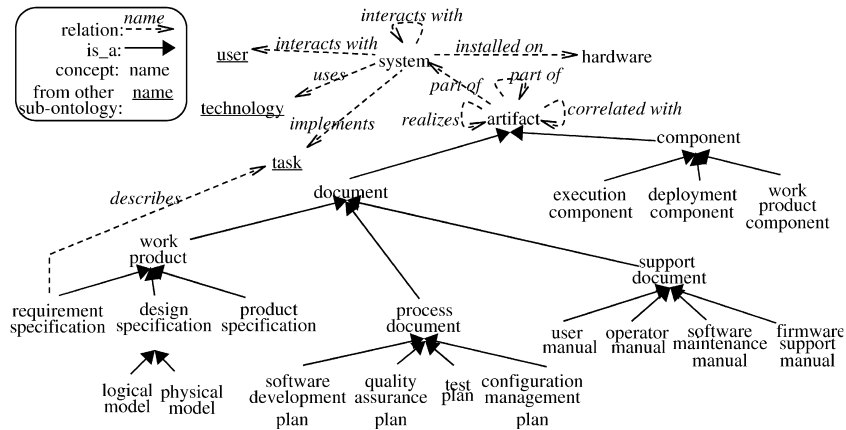 name
relation:
is_a:
concept: name
from other name
sub-ontology:
interacts with
user
interacts with
system
installed on
hardware
uses
part of
part of
technology
implements
realizes
artifact
correlated with
component
task
describes
document
execution
component
deployment
component
work
product
component
work
product
support
document
requirement
specification
design
specification
product
specification
process
document
user
manual
operator
manual
software
maintenance
manual
firmware
support
manual
logical
model
physical
model
software
development
plan
quality
assurance
plan
test
plan
configuration
management
plan